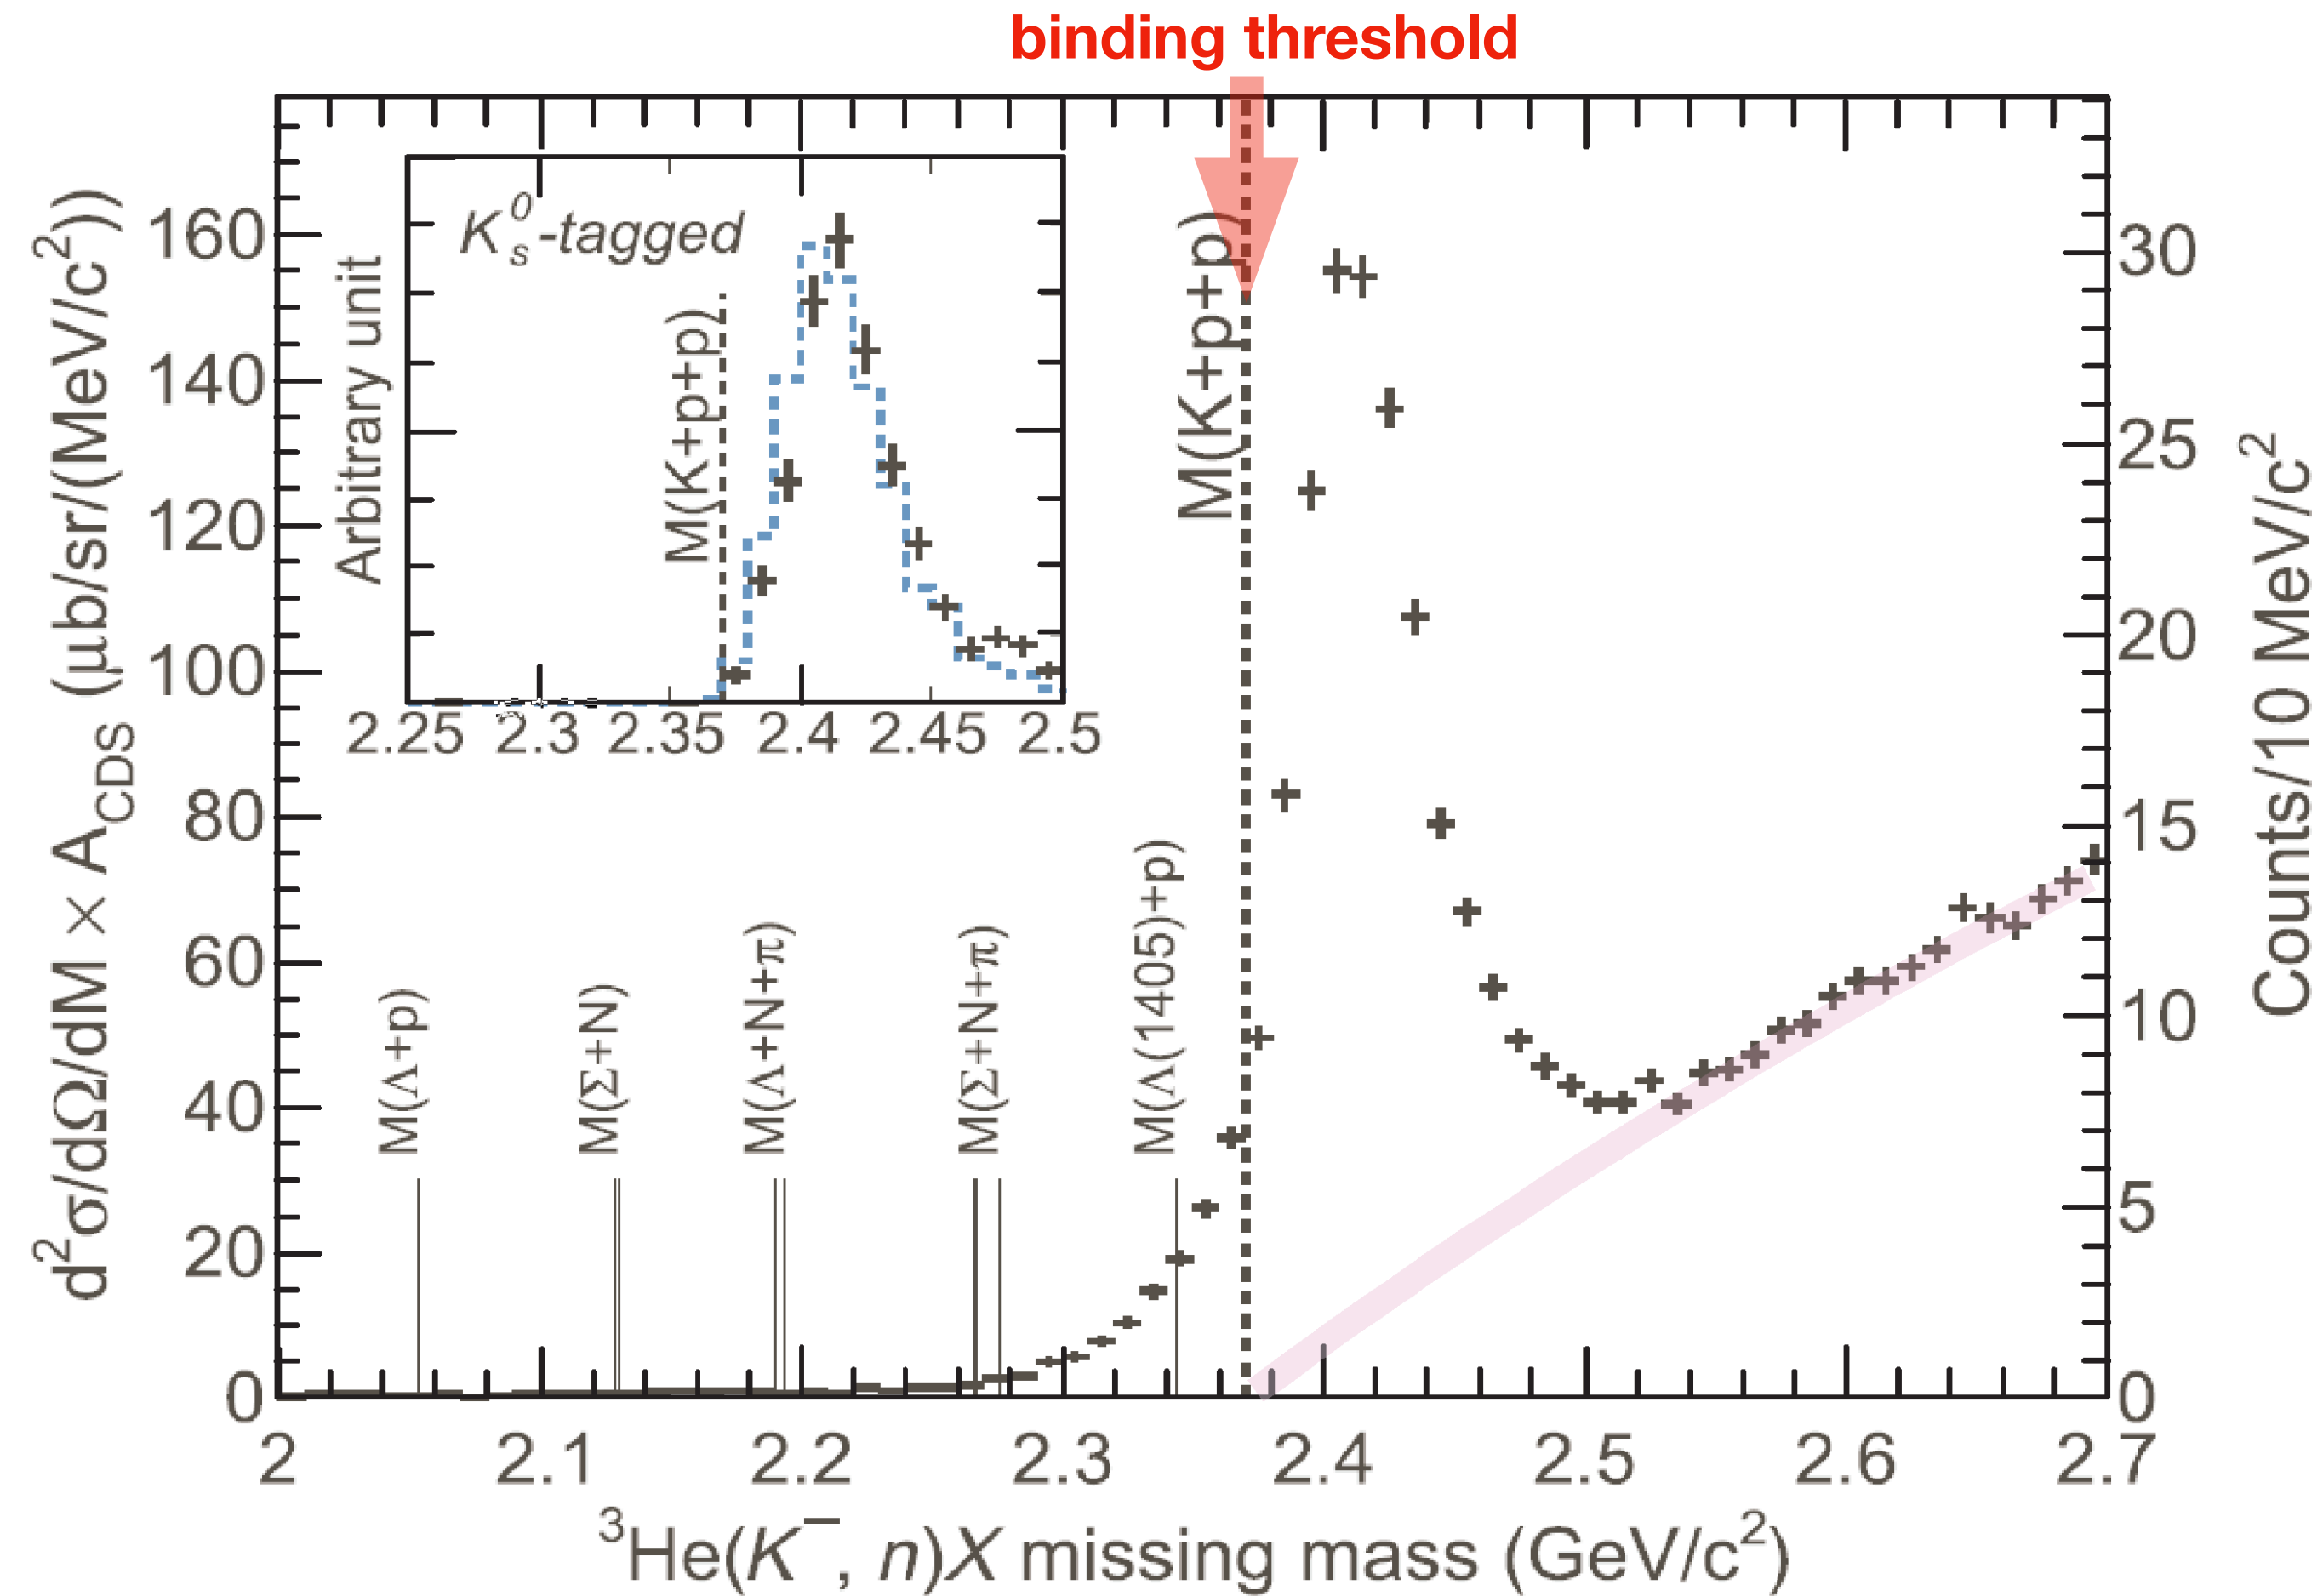 binding threshold
d²σ/dΩ/dM × A_CDS (μb/sr/(MeV/c²))
160
140
120
100
80
60
40
20
0
K⁰ₛ-tagged
Arbitrary unit
M(K+p+p)
2.25 2.3 2.35 2.4 2.45 2.5
M(K+p+p)
M(Λ+p)
M(Σ+N)
M(Λ+N+π)
M(Σ+N+π)
M(Λ(1405)+p)
30
25
20
15
10
5
0
Counts/10 MeV/c²
2 2.1 2.2 2.3 2.4 2.5 2.6 2.7
³He(K⁻, n)X missing mass (GeV/c²)